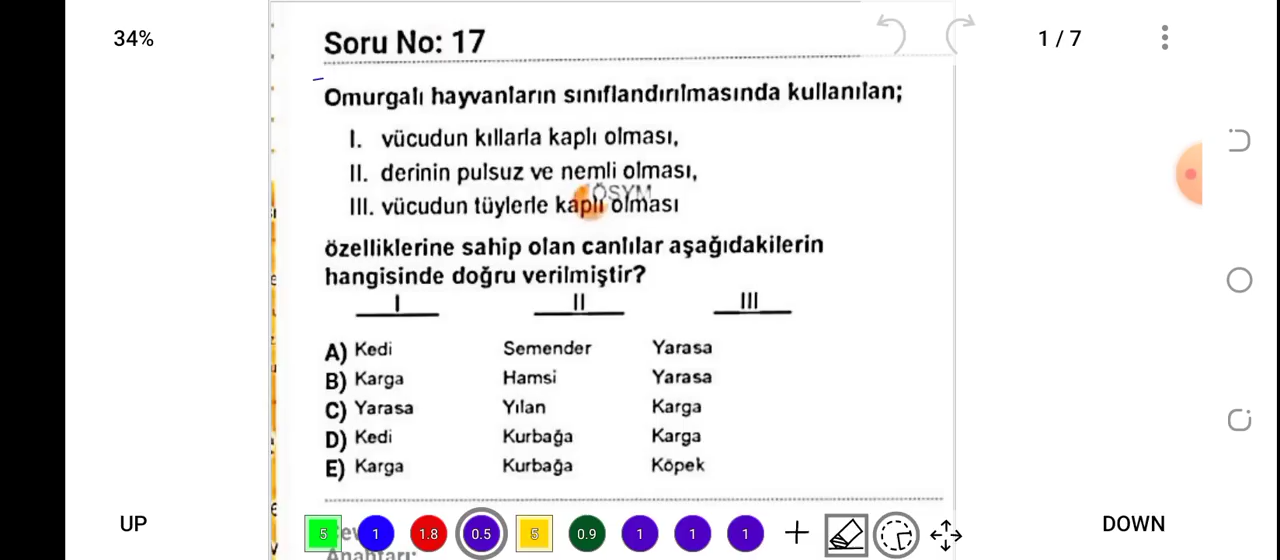 34%
Soru No: 17
1 / 7
Omurgalı hayvanların sınıflandırılmasında kullanılan;
I. vücudun kıllarla kaplı olması,
II. derinin pulsuz ve nemli olması,
ÖSYM
III. vücudun tüylerle kaplı olması
özelliklerine sahip olan canlılar aşağıdakilerin
hangisinde doğru verilmiştir?
I II III
A) Kedi Semender Yarasa
B) Karga Hamsi Yarasa
C) Yarasa Yılan Karga
D) Kedi Kurbağa Karga
E) Karga Kurbağa Köpek
UP
5 1 1.8 0.5 5 0.9 1 1 1 +
DOWN
Anahtarı: